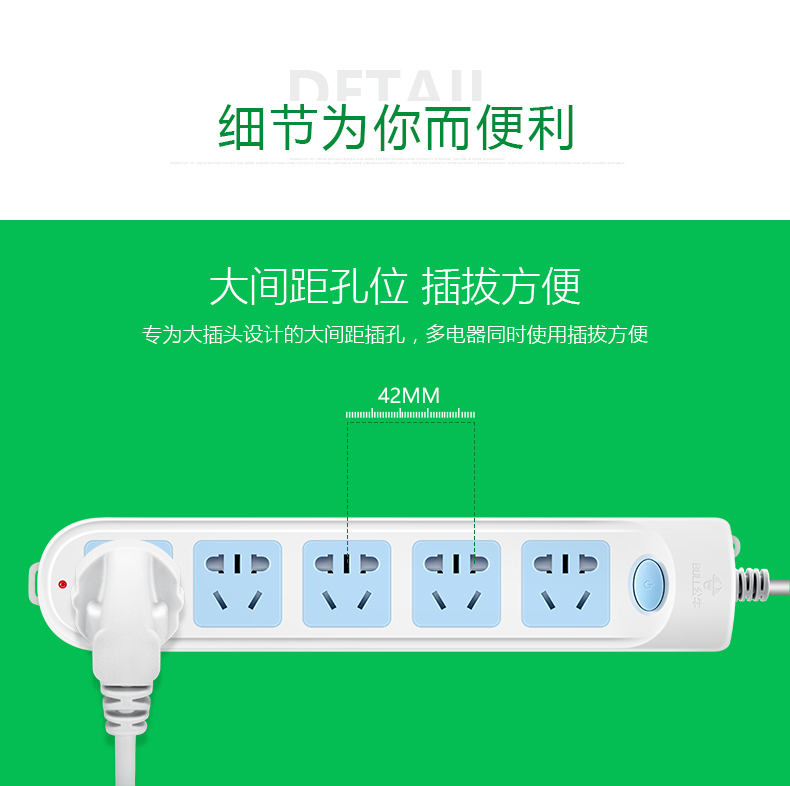 DETAIL
细节为你而便利
大间距孔位 插拔方便
专为大插头设计的大间距插孔，多电器同时使用插拔方便
42MM
BULL公牛